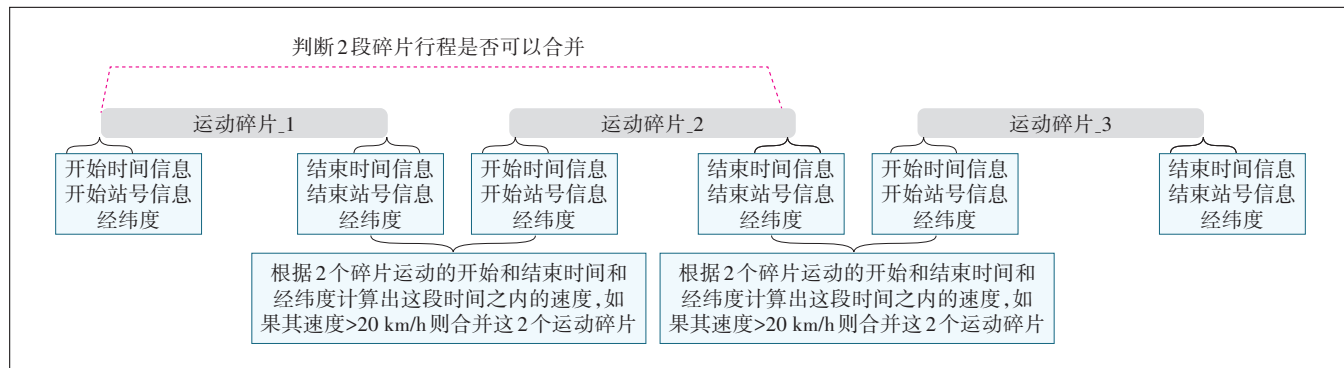 判断2段碎片行程是否可以合并
运动碎片_1
运动碎片_2
运动碎片_3
开始时间信息
开始站号信息
经纬度
结束时间信息
结束站号信息
经纬度
开始时间信息
开始站号信息
经纬度
结束时间信息
结束站号信息
经纬度
开始时间信息
开始站号信息
经纬度
结束时间信息
结束站号信息
经纬度
根据2个碎片运动的开始和结束时间和
经纬度计算出这段时间之内的速度,如
果其速度>20 km/h则合并这2个运动碎片
根据2个碎片运动的开始和结束时间和
经纬度计算出这段时间之内的速度,如
果其速度>20 km/h则合并这2个运动碎片